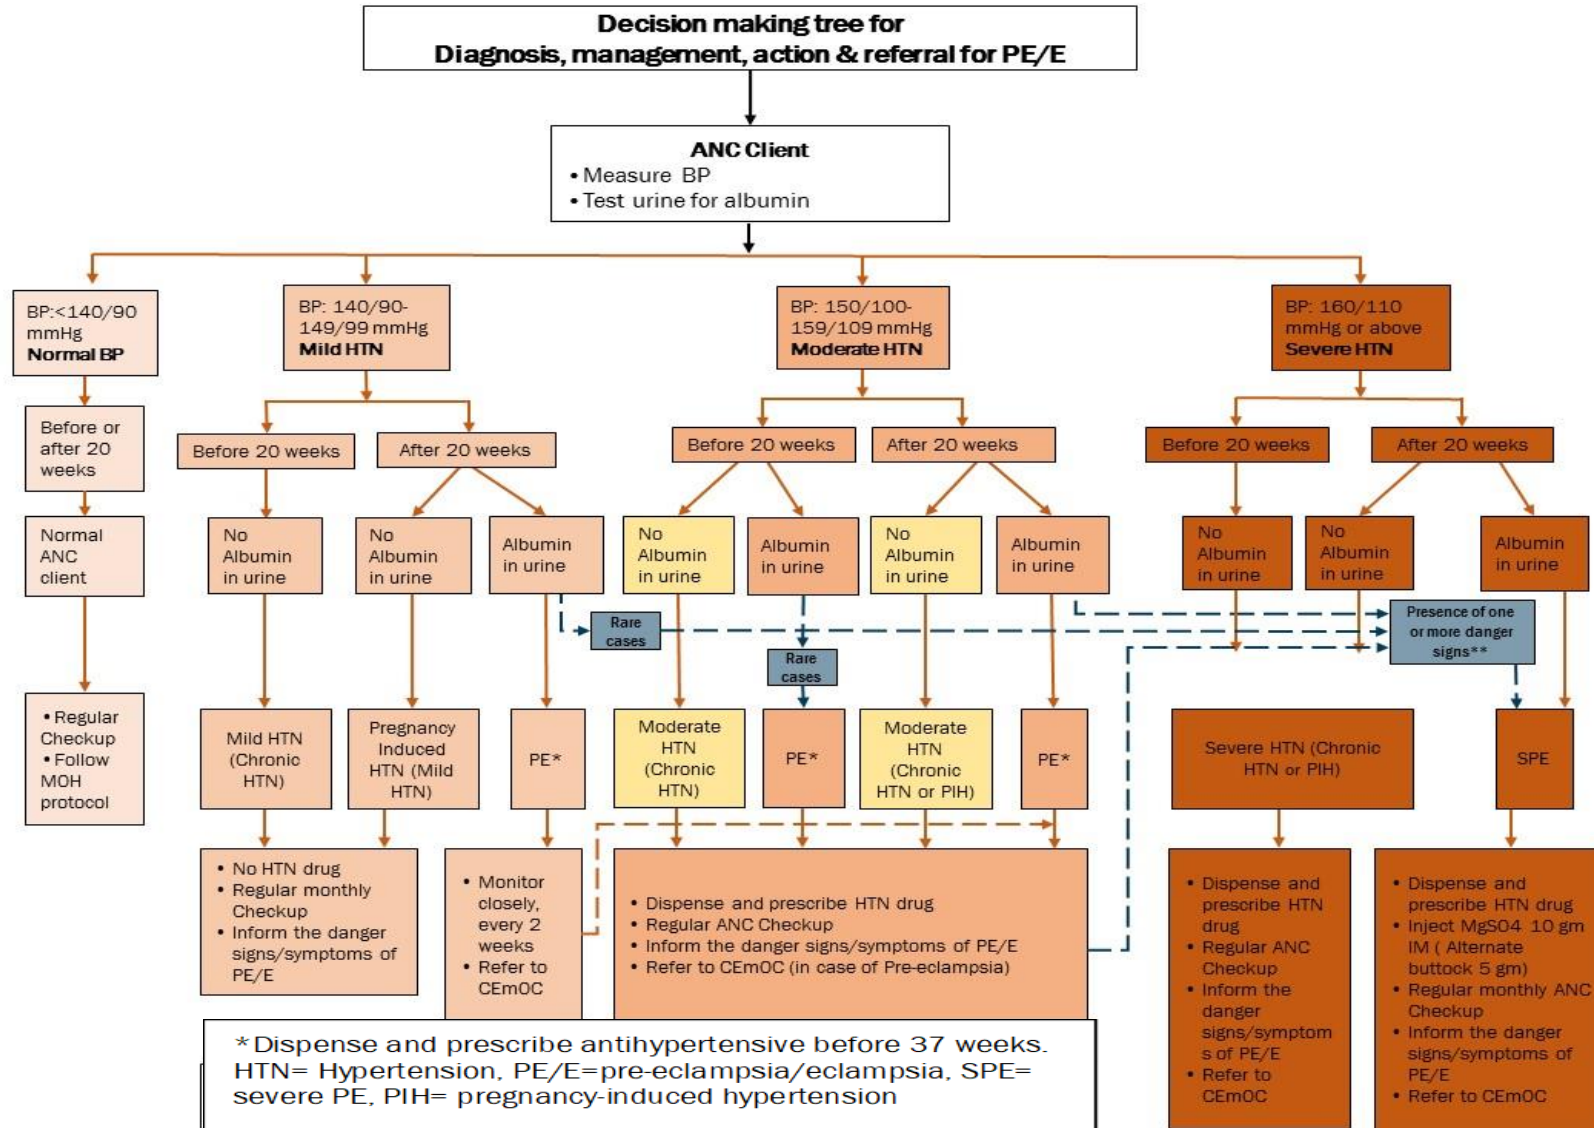 Decision making tree for
Diagnosis, management, action & referral for PE/E
ANC Client
• Measure BP
• Test urine for albumin
BP:<140/90
mmHg
Normal BP
BP: 140/90-
149/99 mmHg
Mild HTN
BP: 150/100-
159/109 mmHg
Moderate HTN
BP: 160/110
mmHg or above
Severe HTN
Before or
after 20
weeks
Before 20 weeks
After 20 weeks
Before 20 weeks
After 20 weeks
Before 20 weeks
After 20 weeks
Normal
ANC
client
No
Albumin
in urine
No
Albumin
in urine
Albumin
in urine
No
Albumin
in urine
Albumin
in urine
No
Albumin
in urine
Albumin
in urine
No
Albumin
in urine
No
Albumin
in urine
Albumin
in urine
Rare
cases
Rare
cases
Presence of one
or more danger
signs**
• Regular
Checkup
• Follow
MOH
protocol
Mild HTN
(Chronic
HTN)
Pregnancy
Induced
HTN (Mild
HTN)
PE*
Moderate
HTN
(Chronic
HTN)
PE*
Moderate
HTN
(Chronic
HTN or PIH)
PE*
Severe HTN (Chronic
HTN or PIH)
SPE
• No HTN drug
• Regular monthly
Checkup
• Inform the danger
signs/symptoms of
PE/E
• Monitor
closely,
every 2
weeks
• Refer to
CEmOC
• Dispense and prescribe HTN drug
• Regular ANC Checkup
• Inform the danger signs/symptoms of PE/E
• Refer to CEmOC (in case of Pre-eclampsia)
• Dispense and
prescribe HTN
drug
• Regular ANC
Checkup
• Inform the
danger
signs/symptom
s of PE/E
• Refer to
CEmOC
• Dispense and
prescribe HTN drug
• Inject MgSO4 10 gm
IM ( Alternate
buttock 5 gm)
• Regular monthly ANC
Checkup
• Inform the danger
signs/symptoms of
PE/E
• Refer to CEmOC
*Dispense and prescribe antihypertensive before 37 weeks.
HTN= Hypertension, PE/E=pre-eclampsia/eclampsia, SPE=
severe PE, PIH= pregnancy-induced hypertension